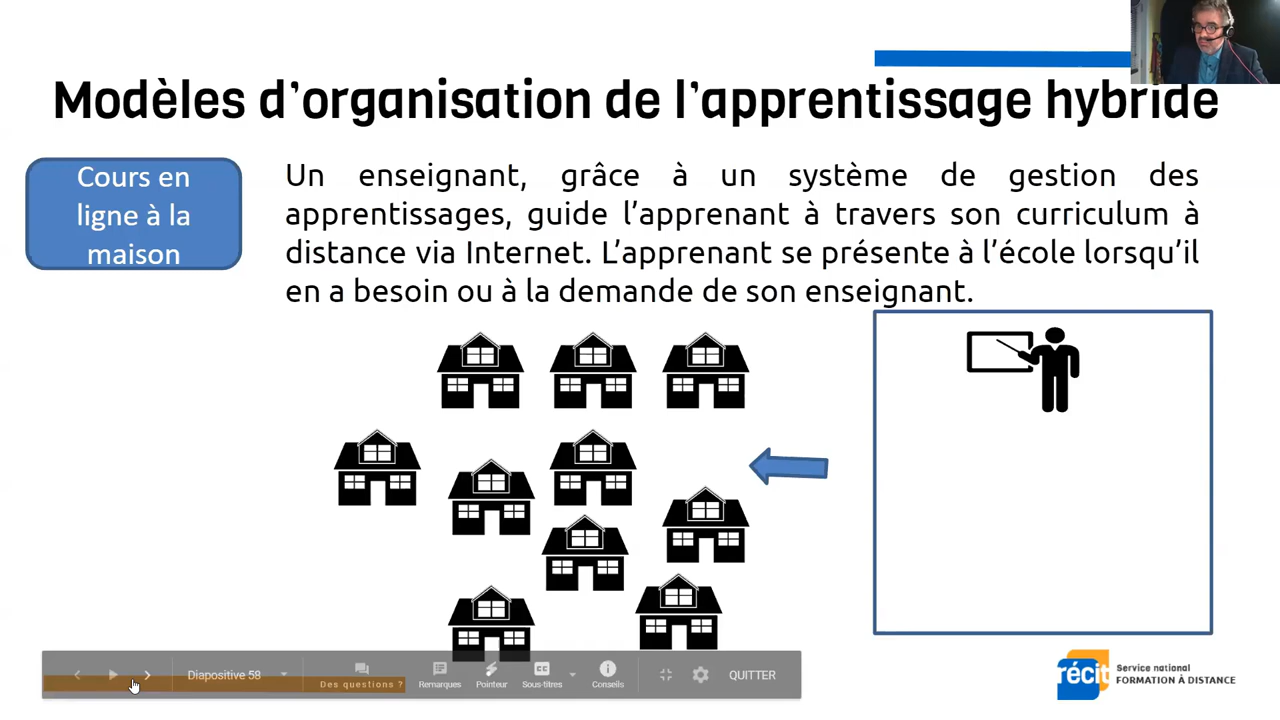 Modèles d'organisation de l'apprentissage hybride
Cours en
ligne à la
maison
Un enseignant, grâce à un système de gestion des
apprentissages, guide l'apprenant à travers son curriculum à
distance via Internet. L'apprenant se présente à l'école lorsqu'il
en a besoin ou à la demande de son enseignant.
Diapositive 58
Des questions ?
Remarques
Pointeur
CC
Sous-titres
Conseils
QUITTER
récit
Service national
FORMATION À DISTANCE